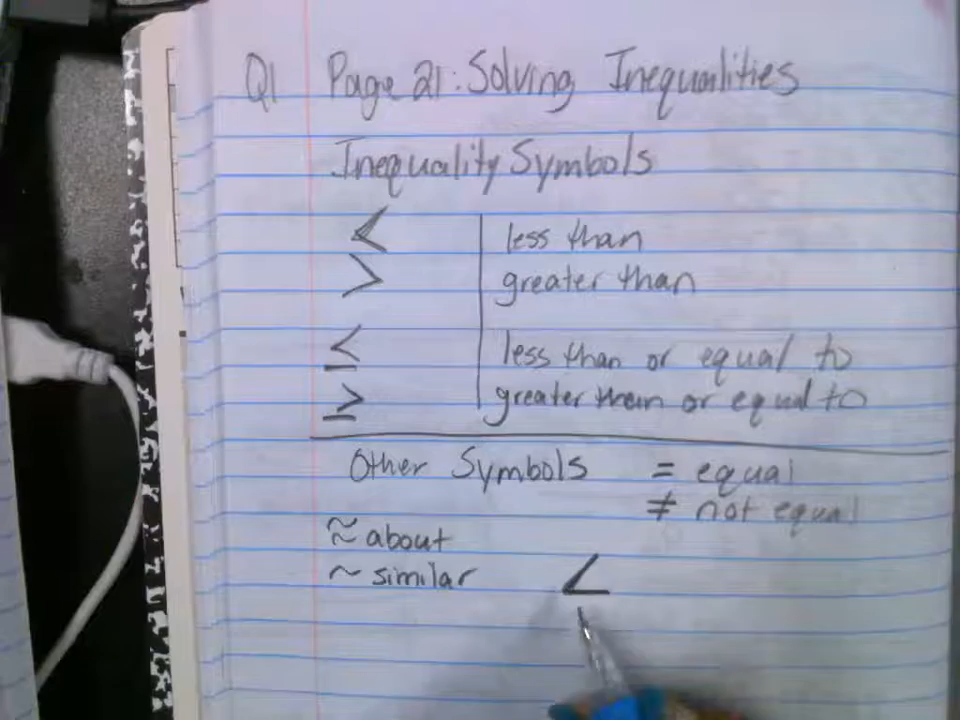 Q1 Page 21: Solving Inequalities
Inequality Symbols
< less than
> greater than
≤ less than or equal to
≥ greater than or equal to
Other Symbols = equal
≠ not equal
≈ about
~ similar ∠